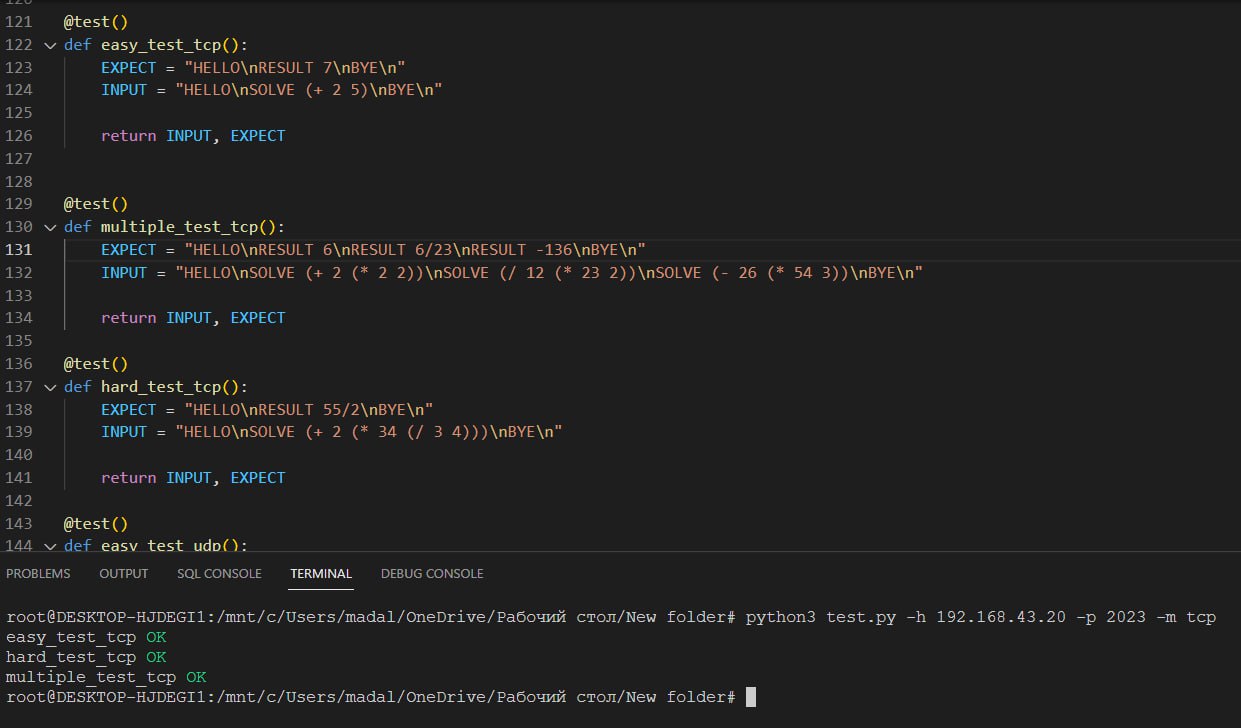 120
121 @test()
122 def easy_test_tcp():
123 EXPECT = "HELLO\nRESULT 7\nBYE\n"
124 INPUT = "HELLO\nSOLVE (+ 2 5)\nBYE\n"
125
126 return INPUT, EXPECT
127
128
129 @test()
130 def multiple_test_tcp():
131 EXPECT = "HELLO\nRESULT 6\nRESULT 6/23\nRESULT -136\nBYE\n"
132 INPUT = "HELLO\nSOLVE (+ 2 (* 2 2))\nSOLVE (/ 12 (* 23 2))\nSOLVE (- 26 (* 54 3))\nBYE\n"
133
134 return INPUT, EXPECT
135
136 @test()
137 def hard_test_tcp():
138 EXPECT = "HELLO\nRESULT 55/2\nBYE\n"
139 INPUT = "HELLO\nSOLVE (+ 2 (* 34 (/ 3 4)))\nBYE\n"
140
141 return INPUT, EXPECT
142
143 @test()
144 def easy_test_udp():
PROBLEMS OUTPUT SQL CONSOLE TERMINAL DEBUG CONSOLE
root@DESKTOP-HJDEGI1:/mnt/c/Users/madal/OneDrive/Рабочий стол/New folder# python3 test.py -h 192.168.43.20 -p 2023 -m tcp
easy_test_tcp OK
hard_test_tcp OK
multiple_test_tcp OK
root@DESKTOP-HJDEGI1:/mnt/c/Users/madal/OneDrive/Рабочий стол/New folder#